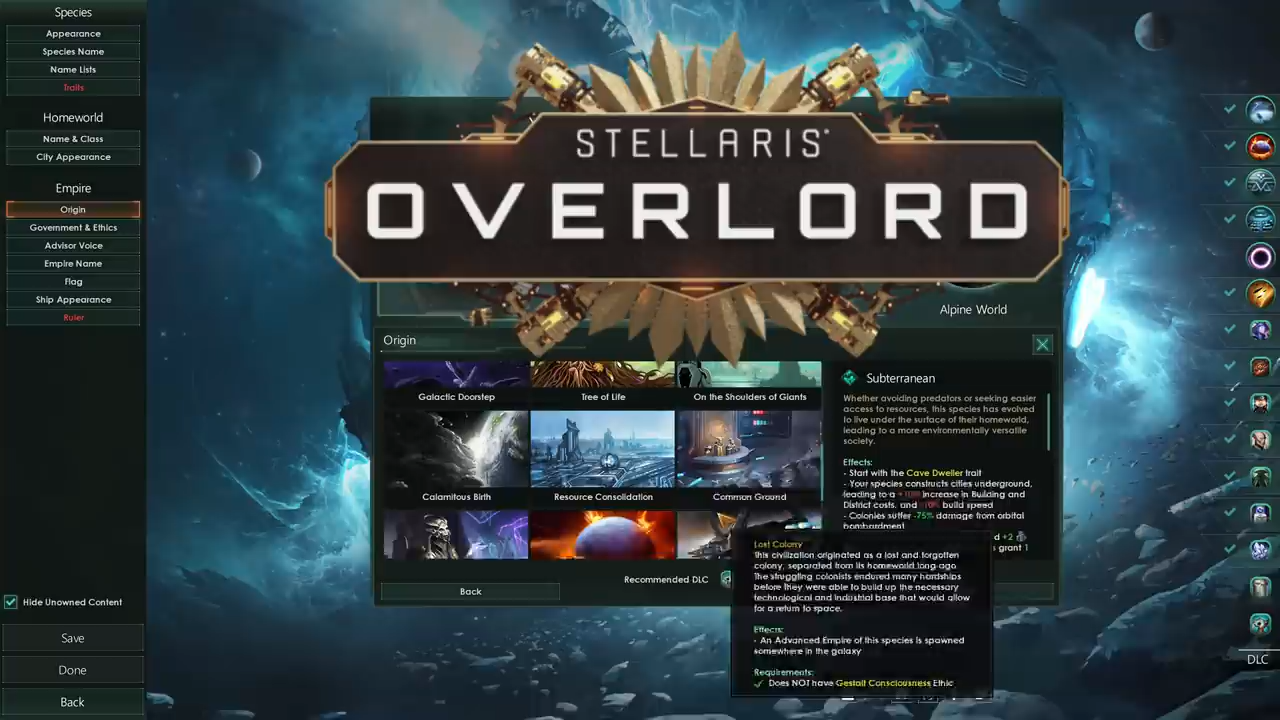 Species
Appearance
Species Name
Name Lists
Traits
Homeworld
Name & Class
City Appearance
Empire
Origin
Government & Ethics
Advisor Voice
Empire Name
Flag
Ship Appearance
Ruler
Hide Unowned Content
Save
Done
Back
STELLARIS
OVERLORD
Alpine World
Origin
Galactic Doorstep
Tree of Life
On the Shoulders of Giants
Calamitous Birth
Resource Consolidation
Common Ground
Recommended DLC
Back
Subterranean
Whether avoiding predators or seeking easier
access to resources, this species has evolved
to live under the surface of their homeworld,
leading to a more environmentally versatile
society.
Effects:
- Start with the Cave Dweller trait
- Your species constructs cities underground,
leading to a +10% increase in Building and
District costs, and -10% build speed
- Colonies suffer -75% damage from orbital
bombardment
+2
s grant 1
Lost Colony
This civilization originated as a lost and forgotten
colony, separated from its homeworld long ago.
The struggling colonists endured many hardships
before they were able to build up the necessary
technological and industrial base that would allow
for a return to space.
Effects:
- An Advanced Empire of this species is spawned
somewhere in the galaxy
Requirements:
Does NOT have Gestalt Consciousness Ethic
DLC